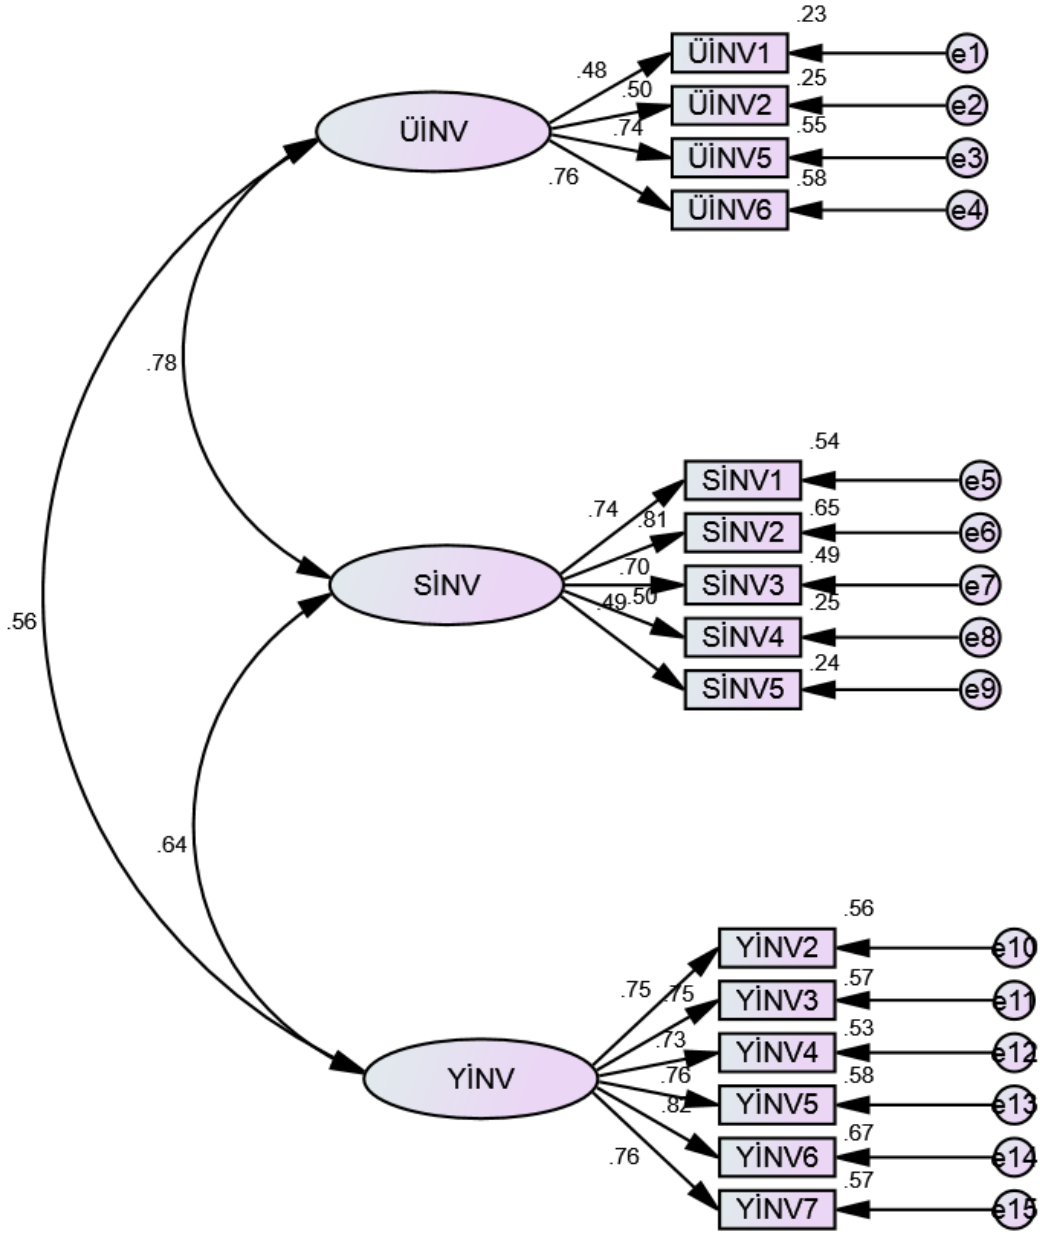 .23
ÜİNV1
e1
.48
.25
.50
ÜİNV2
e2
ÜİNV
.74
.55
ÜİNV5
e3
.76
.58
ÜİNV6
e4
.78
.54
SİNV1
e5
.74
.65
.81
SİNV2
e6
.49
.70
SİNV
SİNV3
e7
.49
.50
.25
SİNV4
e8
.24
SİNV5
e9
.56
.64
.56
YİNV2
e10
.75
.57
.75
YİNV3
e11
.53
.73
YİNV4
e12
YİNV
.76
.58
YİNV5
e13
.82
.67
YİNV6
e14
.76
.57
YİNV7
e15